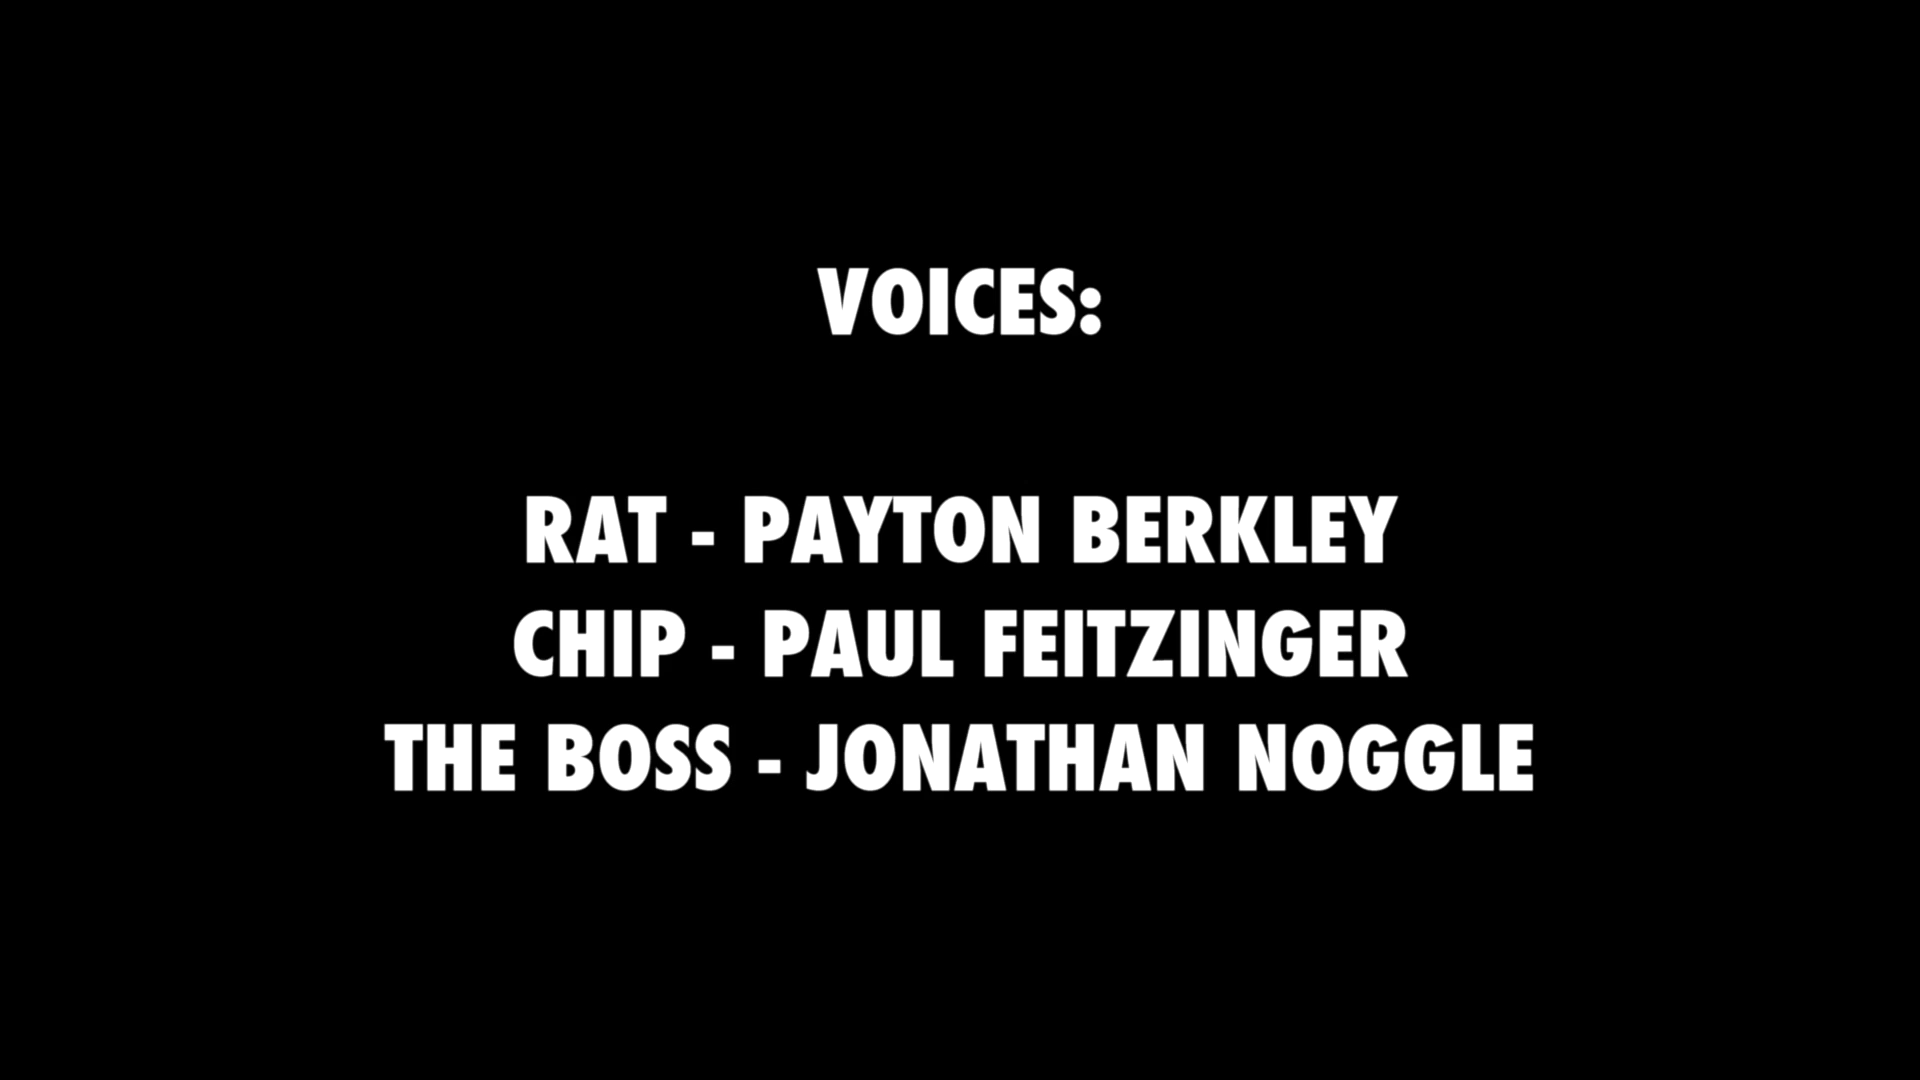 VOICES:
RAT - PAYTON BERKLEY
CHIP - PAUL FEITZINGER
THE BOSS - JONATHAN NOGGLE